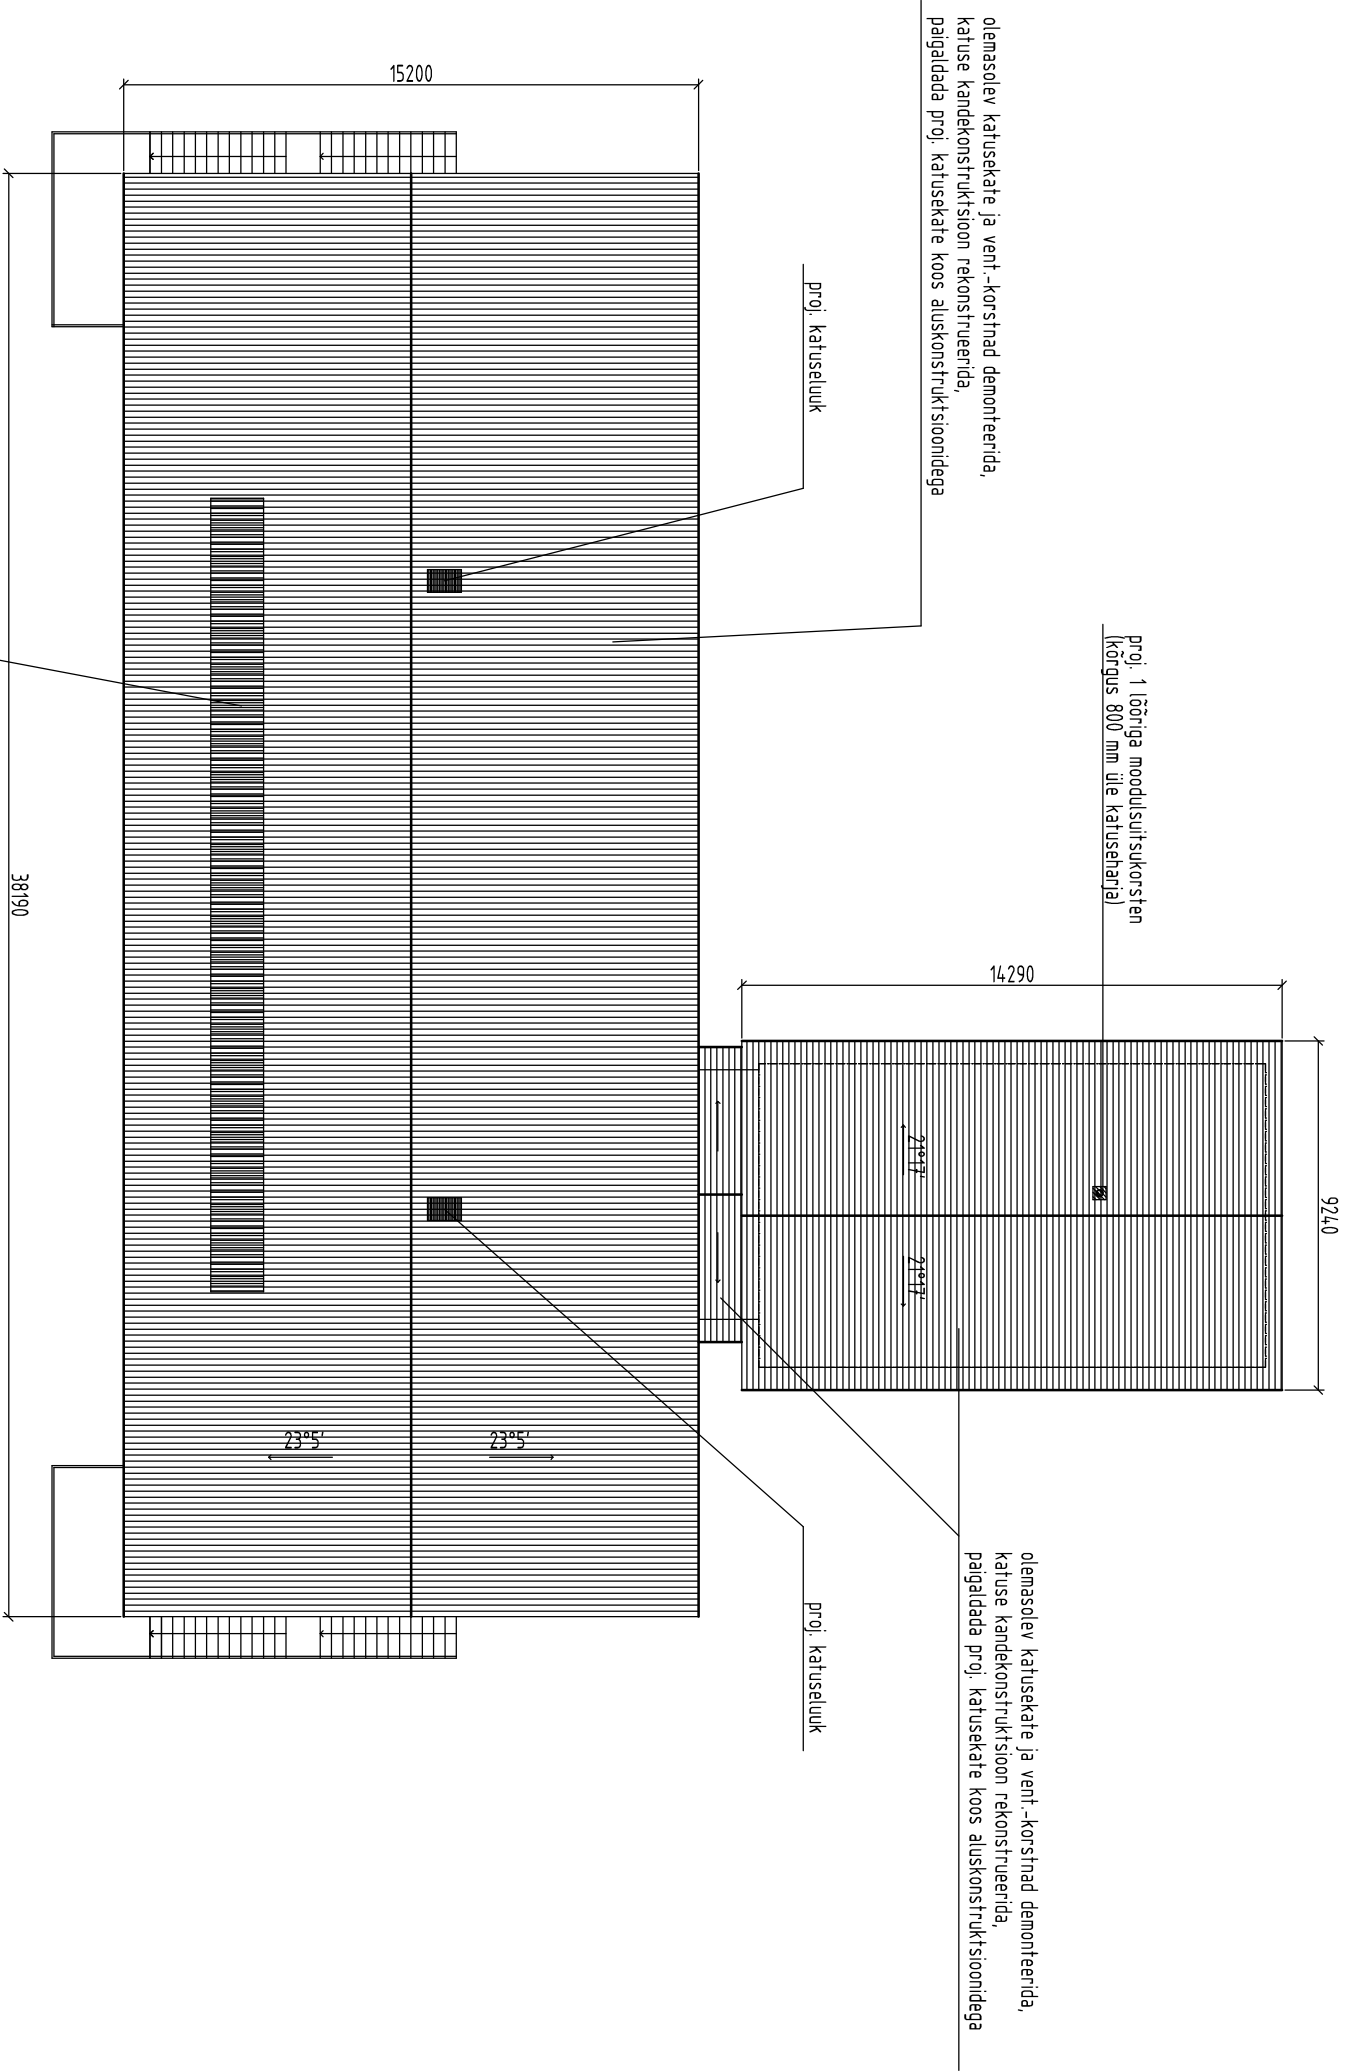 olemasolev katusekate ja vent.-korstnad demonteerida,
katuse kandekonstruktsioon rekonstrueerida,
paigaldada proj. katusekate koos aluskonstruktsioonidega
15200
proj. katuseluuk
proj. 1 lõõriga moodulsuitsukorsten
(kõrgus 800 mm üle katuseharja)
38190
14290
9240
21°17'
21°17'
23°5'
23°5'
olemasolev katusekate ja vent.-korstnad demonteerida,
katuse kandekonstruktsioon rekonstrueerida,
paigaldada proj. katusekate koos aluskonstruktsioonidega
proj. katuseluuk